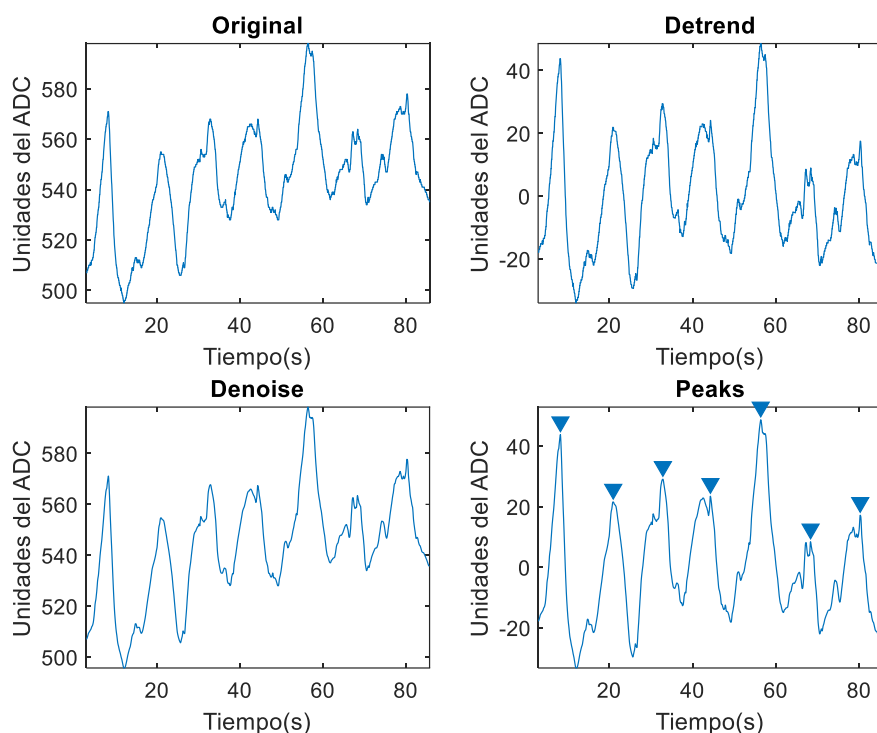 Original
Unidades del ADC
580
560
540
520
500
20 40 60 80
Tiempo(s)
Detrend
Unidades del ADC
40
20
0
-20
20 40 60 80
Tiempo(s)
Denoise
Unidades del ADC
580
560
540
520
500
20 40 60 80
Tiempo(s)
Peaks
Unidades del ADC
40
20
0
-20
20 40 60 80
Tiempo(s)